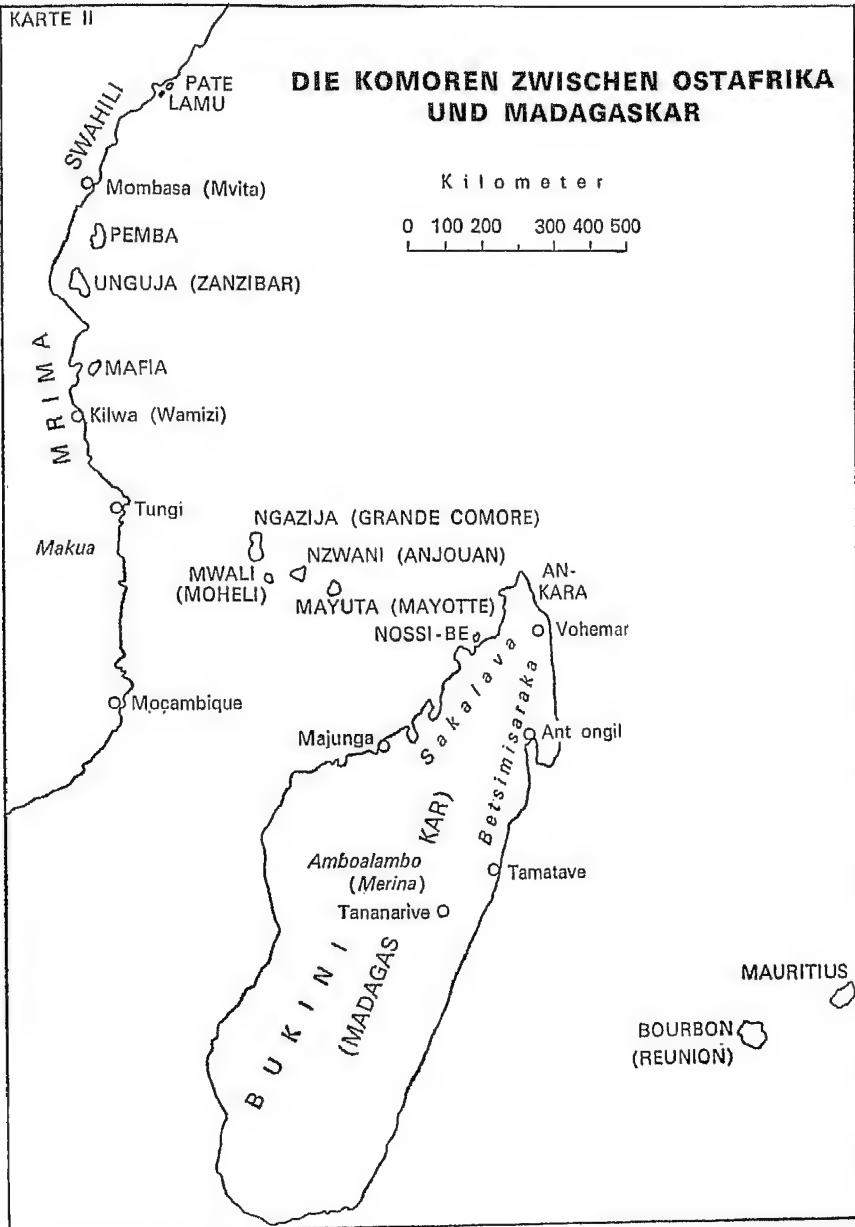 KARTE II
DIE KOMOREN ZWISCHEN OSTAFRIKA
UND MADAGASKAR
Kilometer
0 100 200 300 400 500
PATE
LAMU
SWAHILI
Mombasa (Mvita)
PEMBA
UNGUJA (ZANZIBAR)
MRIMA
MAFIA
Kilwa (Wamizi)
Tungi
Makua
NGAZIJA (GRANDE COMORE)
NZWANI (ANJOUAN)
MWALI
(MOHELI)
MAYUTA (MAYOTTE)
AN-
KARA
NOSSI-BE
Vohemar
Moçambique
Sakalava
Betsimisaraka
Majunga
Ant ongil
KAR)
Amboalambo
(Merina)
Tamatave
Tananarive
BUKINI
(MADAGAS
MAURITIUS
BOURBON
(REUNION)